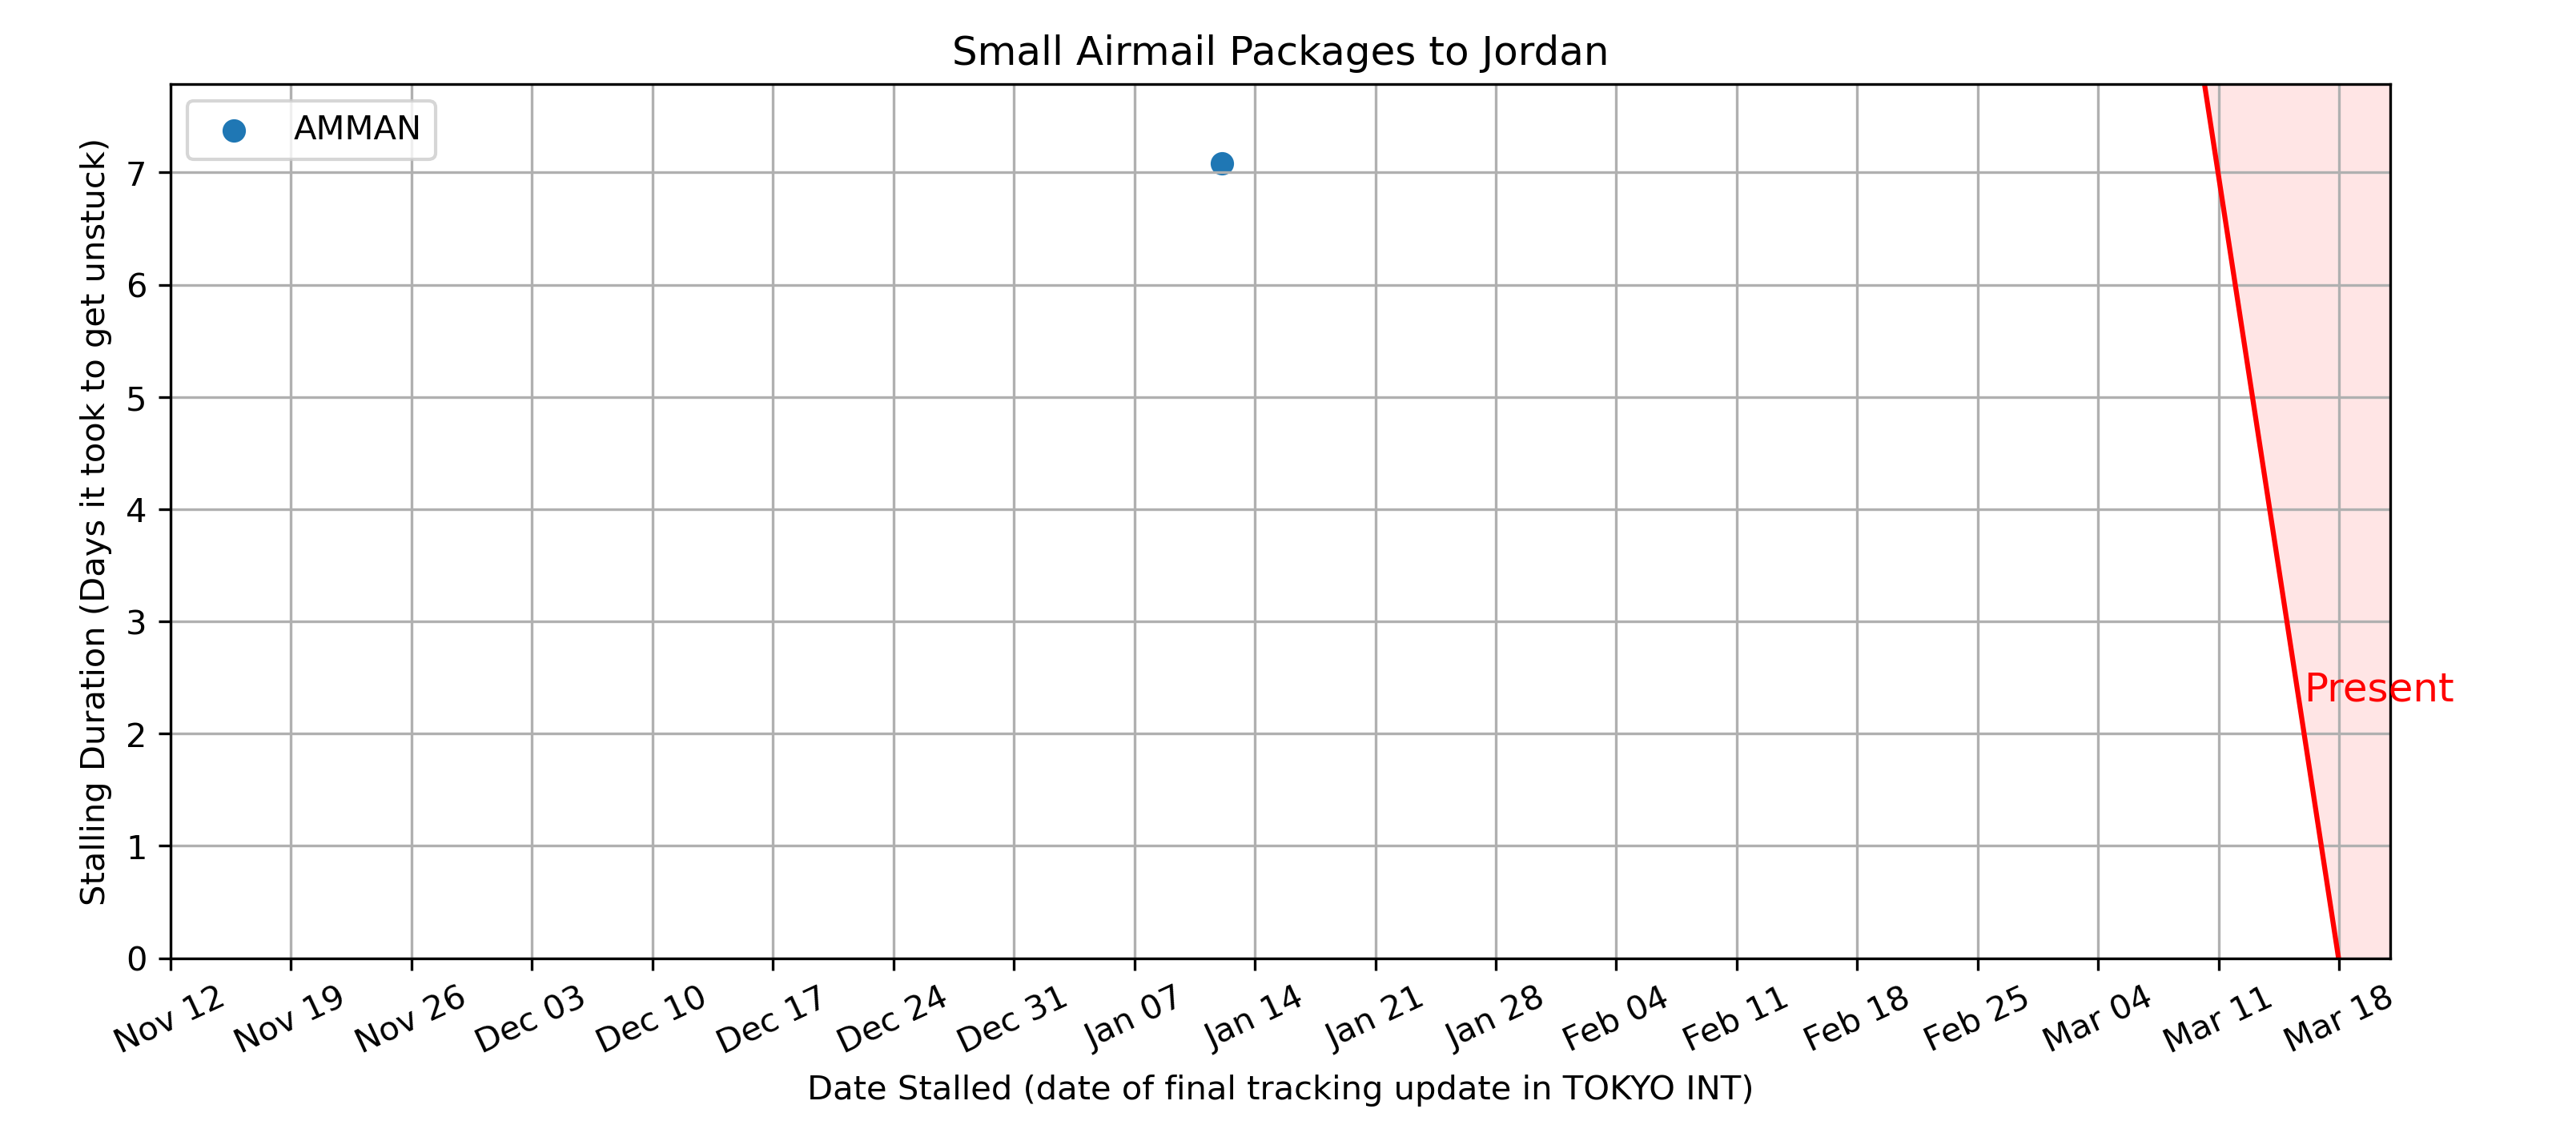 Small Airmail Packages to Jordan
AMMAN
Stalling Duration (Days it took to get unstuck)
7
6
5
4
3
2
1
0
Present
Nov 12
Nov 19
Nov 26
Dec 03
Dec 10
Dec 17
Dec 24
Dec 31
Jan 07
Jan 14
Jan 21
Jan 28
Feb 04
Feb 11
Feb 18
Feb 25
Mar 04
Mar 11
Mar 18
Date Stalled (date of final tracking update in TOKYO INT)